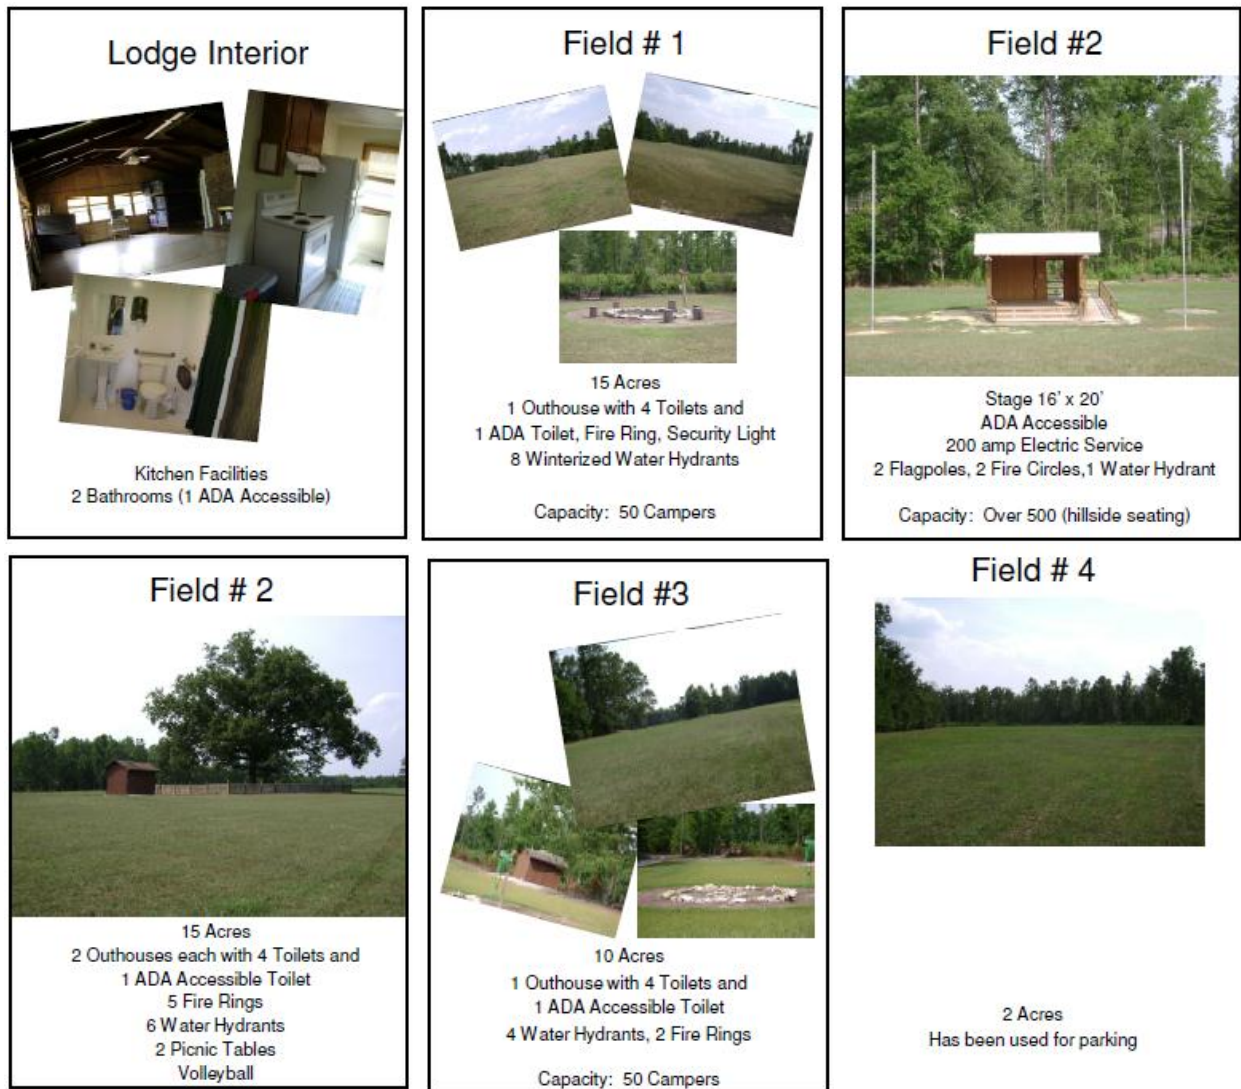 Lodge Interior
Kitchen Facilities
2 Bathrooms (1 ADA Accessible)
Field # 1
15 Acres
1 Outhouse with 4 Toilets and
1 ADA Toilet, Fire Ring, Security Light
8 Winterized Water Hydrants
Capacity: 50 Campers
Field #2
Stage 16' x 20'
ADA Accessible
200 amp Electric Service
2 Flagpoles, 2 Fire Circles,1 Water Hydrant
Capacity: Over 500 (hillside seating)
Field # 2
15 Acres
2 Outhouses each with 4 Toilets and
1 ADA Accessible Toilet
5 Fire Rings
6 Water Hydrants
2 Picnic Tables
Volleyball
Field #3
10 Acres
1 Outhouse with 4 Toilets and
1 ADA Accessible Toilet
4 Water Hydrants, 2 Fire Rings
Capacity: 50 Campers
Field # 4
2 Acres
Has been used for parking